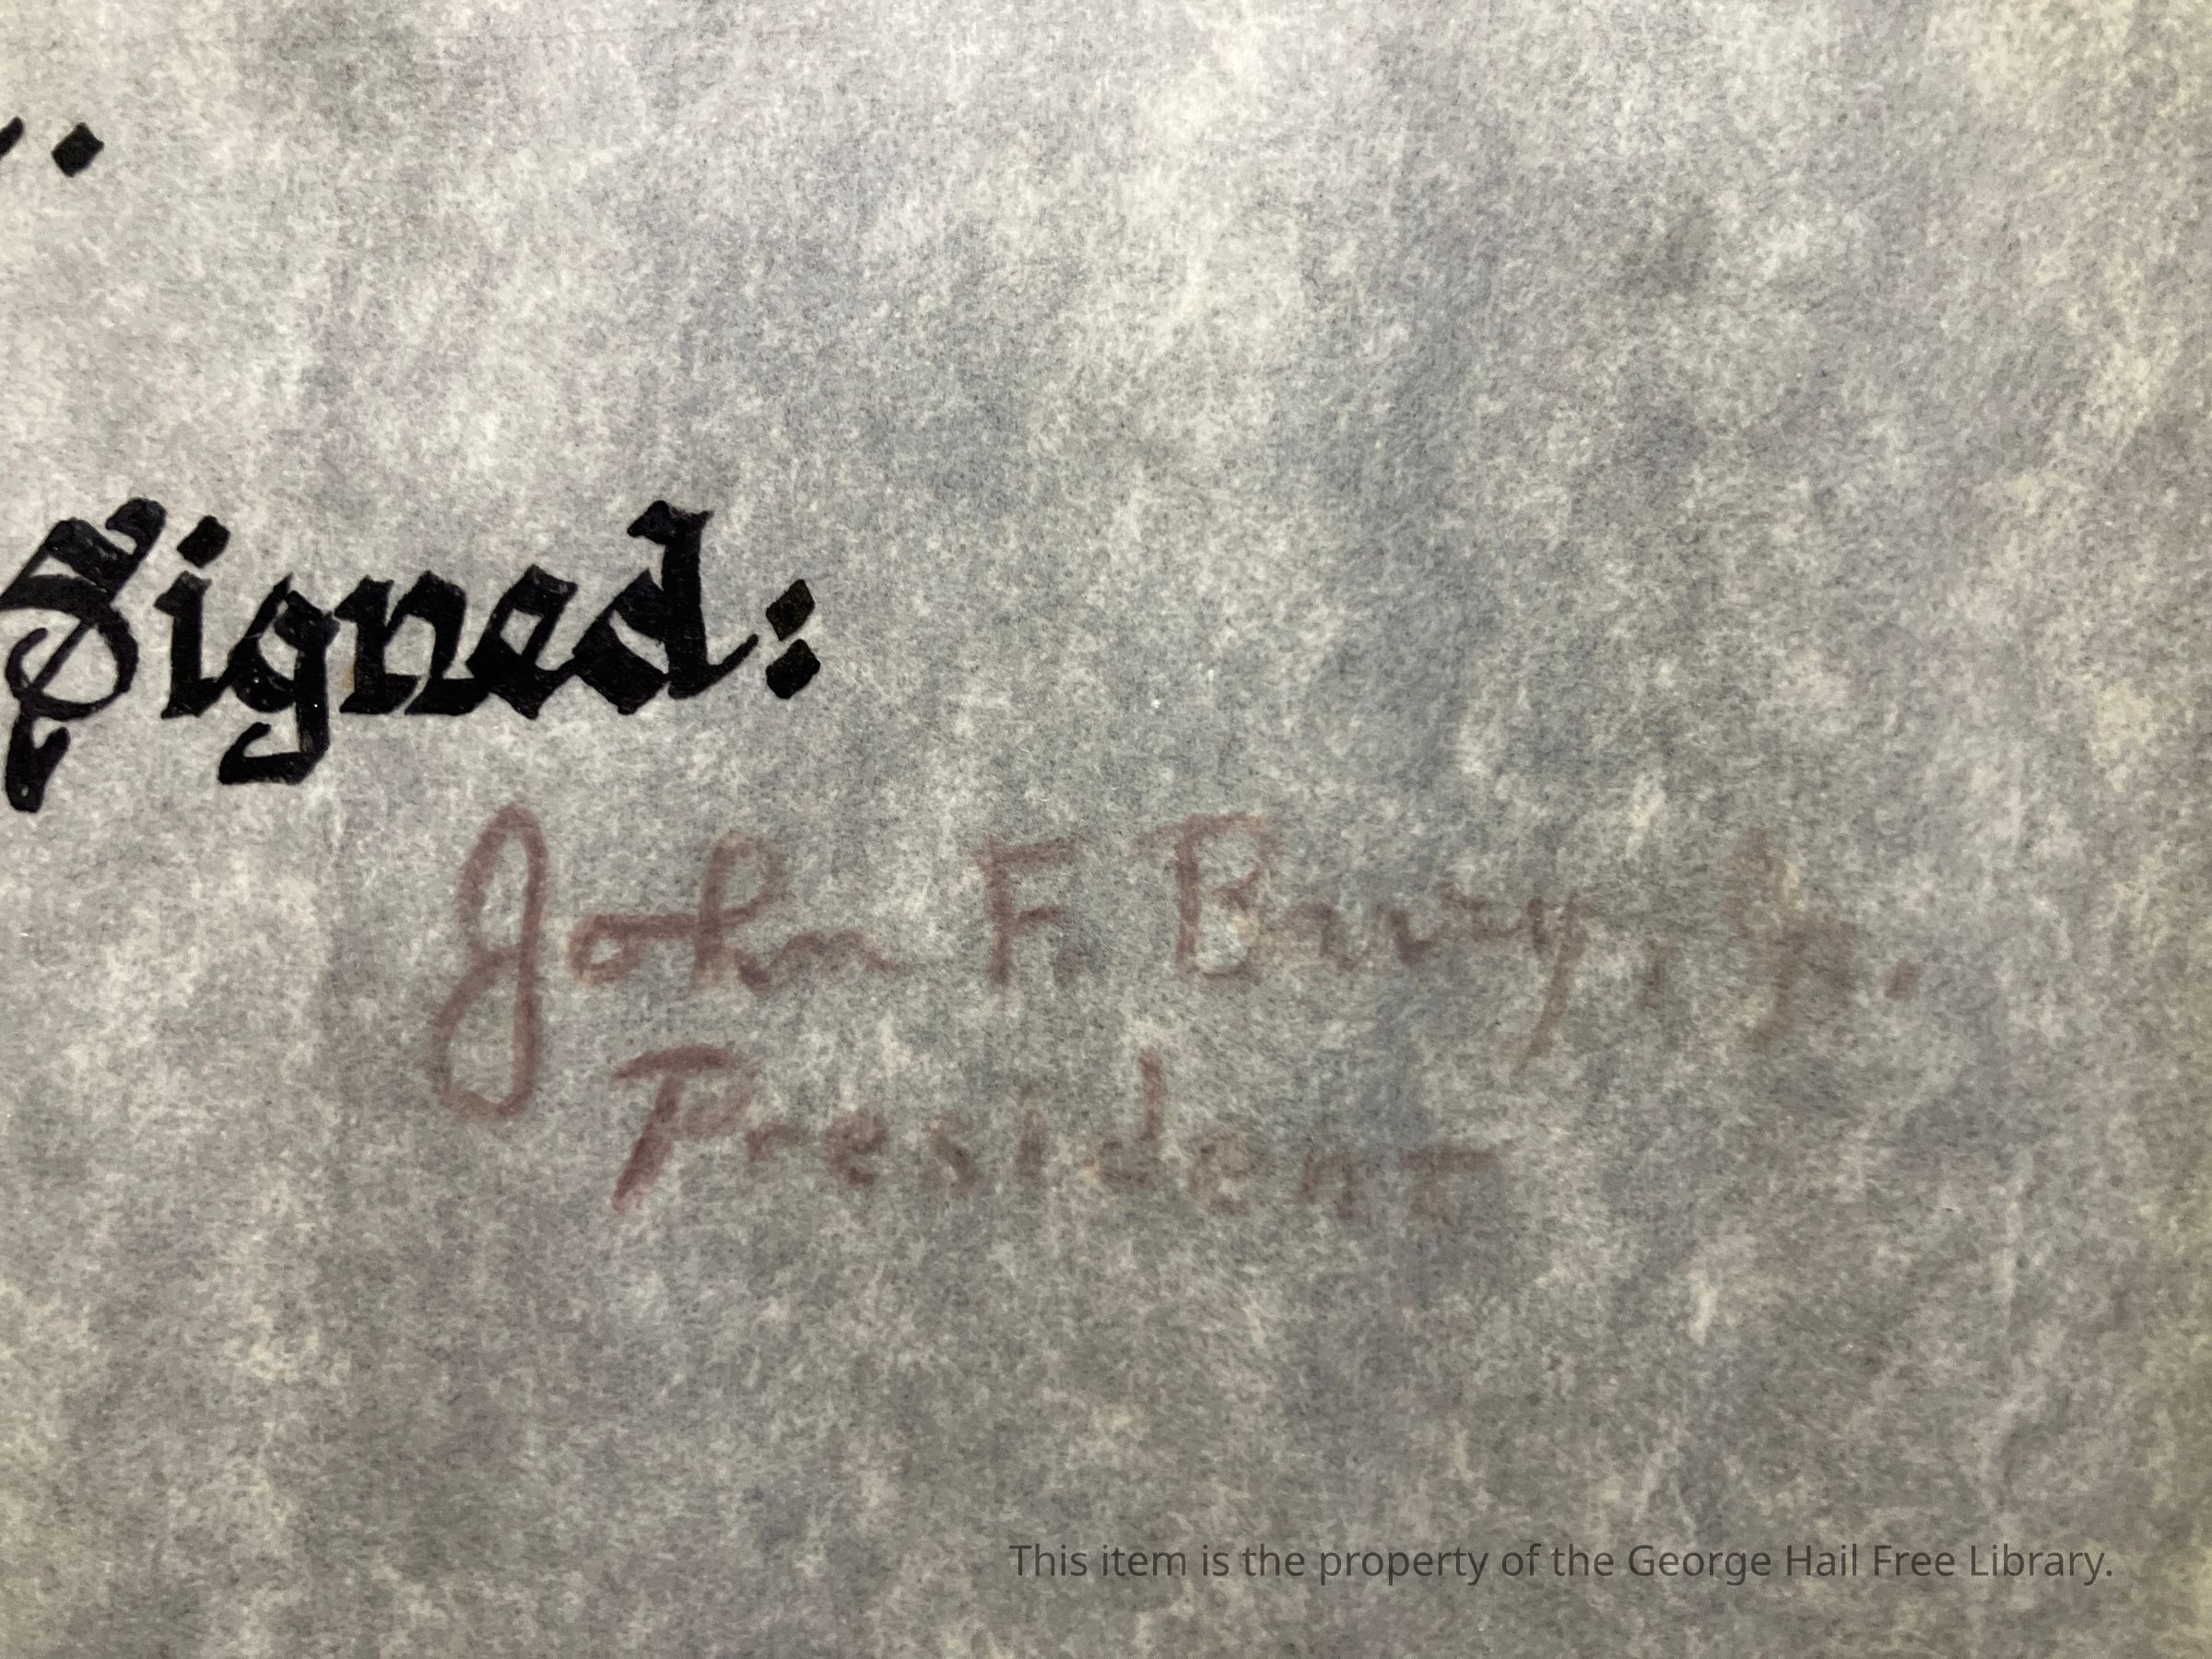 .
Signed:
John F. Barry, Jr.
President
This item is the property of the George Hail Free Library.